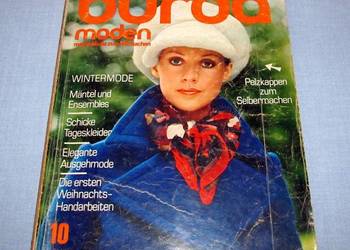 burda
moden
WINTERMODE
Mäntel und
Ensembles
Schicke
Tageskleider
Elegante
Ausgehmode
Die ersten
Weihnachts-
Handarbeiten
10
Pelzkappen
zum
Selbermachen